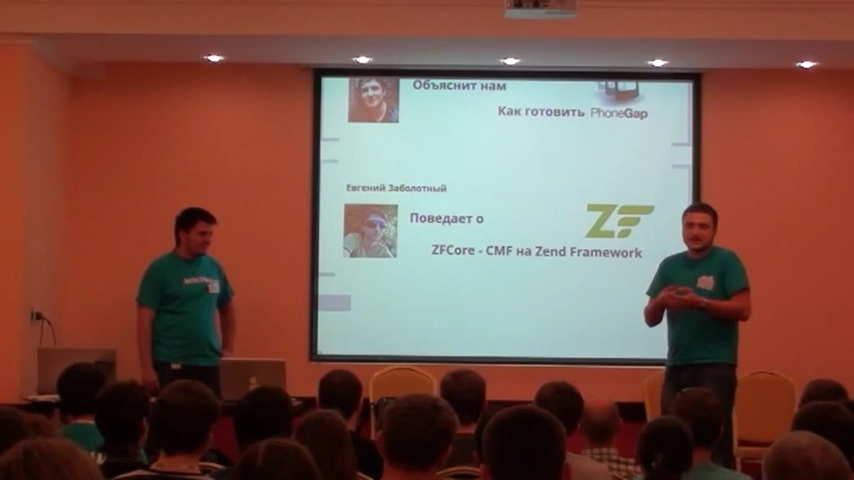 Объяснит нам
Как готовить PhoneGap
Евгений Заболотный
Поведает о
ZF
ZFCore - CMF на Zend Framework